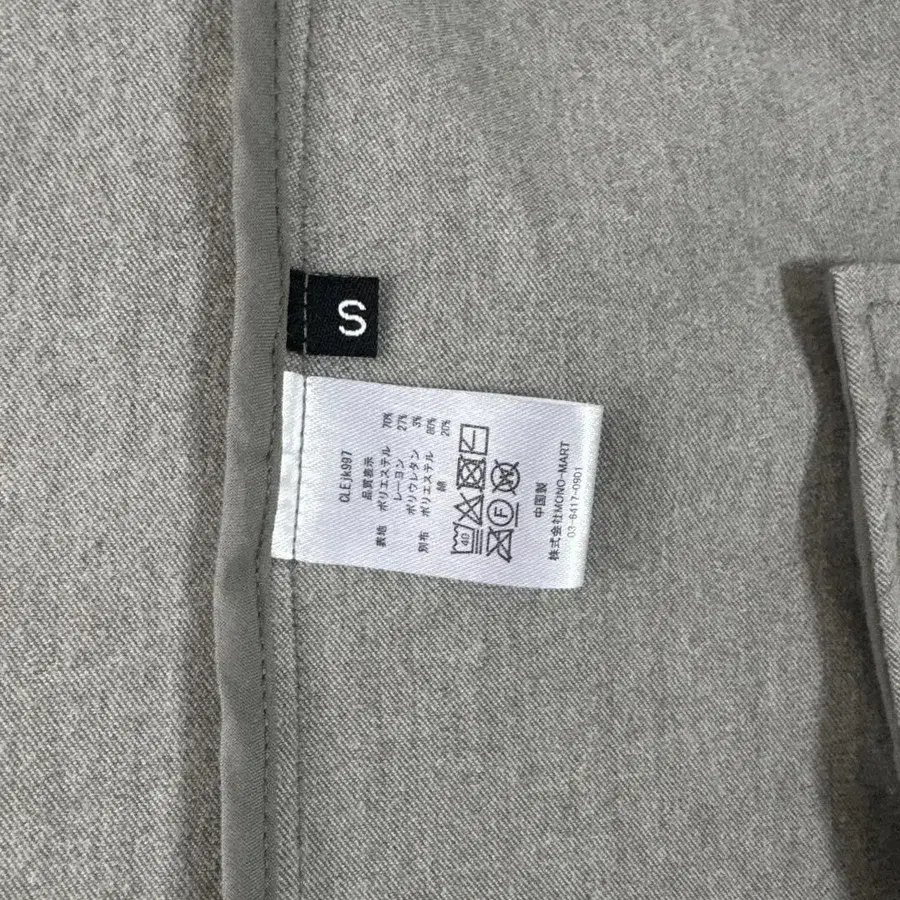 S
CLEjk997
品質表示
表地 ポリエステル 70%
レーヨン 27%
ポリウレタン 3%
別布 ポリエステル 80%
綿 20%
40
F
W
中国製
株式会社MONO-MART
03-6417-0901